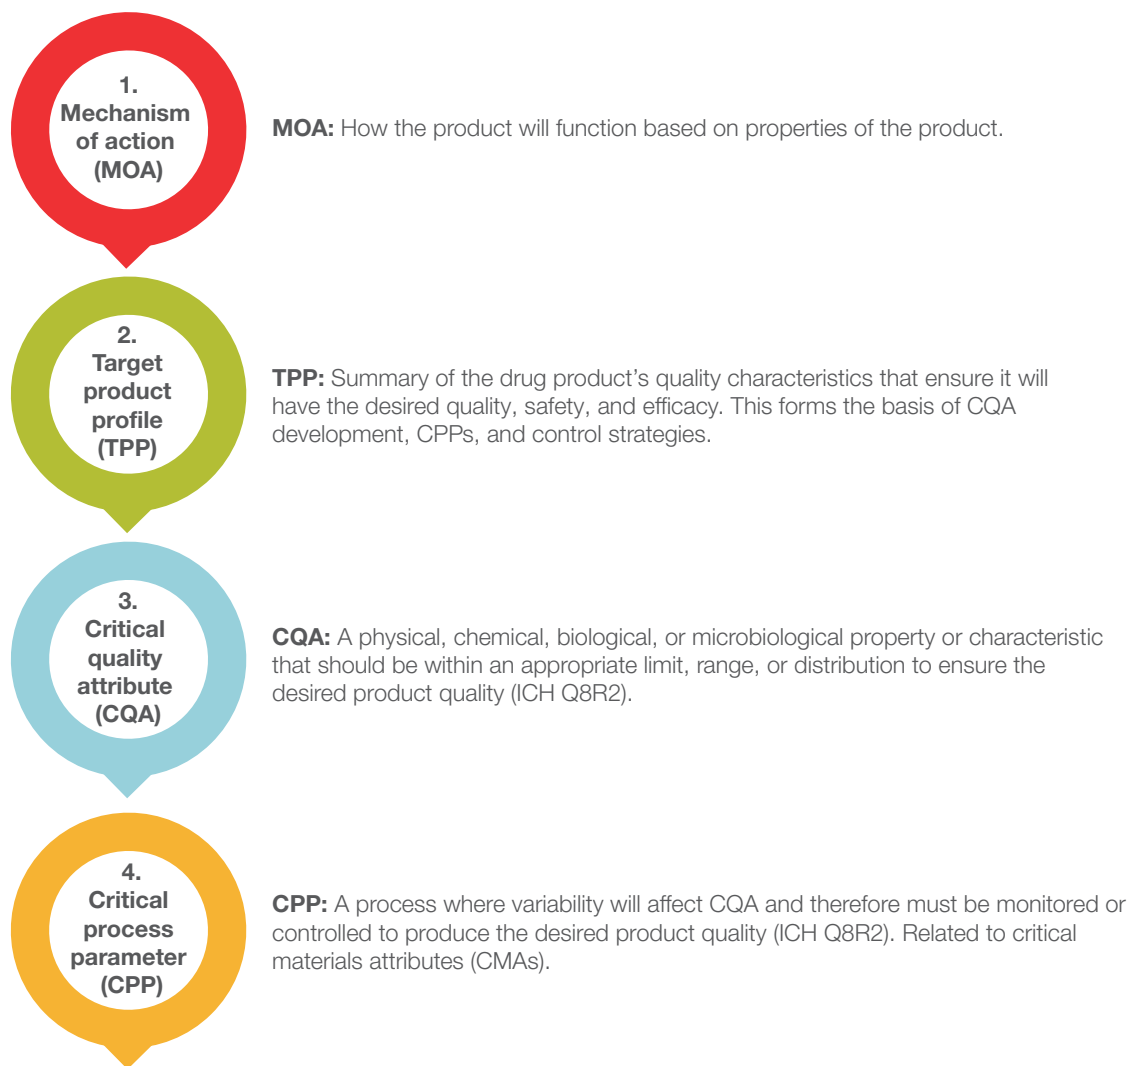 1.
Mechanism
of action
(MOA)
MOA: How the product will function based on properties of the product.
2.
Target
product
profile
(TPP)
TPP: Summary of the drug product's quality characteristics that ensure it will
have the desired quality, safety, and efficacy. This forms the basis of CQA
development, CPPs, and control strategies.
3.
Critical
quality
attribute
(CQA)
CQA: A physical, chemical, biological, or microbiological property or characteristic
that should be within an appropriate limit, range, or distribution to ensure the
desired product quality (ICH Q8R2).
4.
Critical
process
parameter
(CPP)
CPP: A process where variability will affect CQA and therefore must be monitored or
controlled to produce the desired product quality (ICH Q8R2). Related to critical
materials attributes (CMAs).